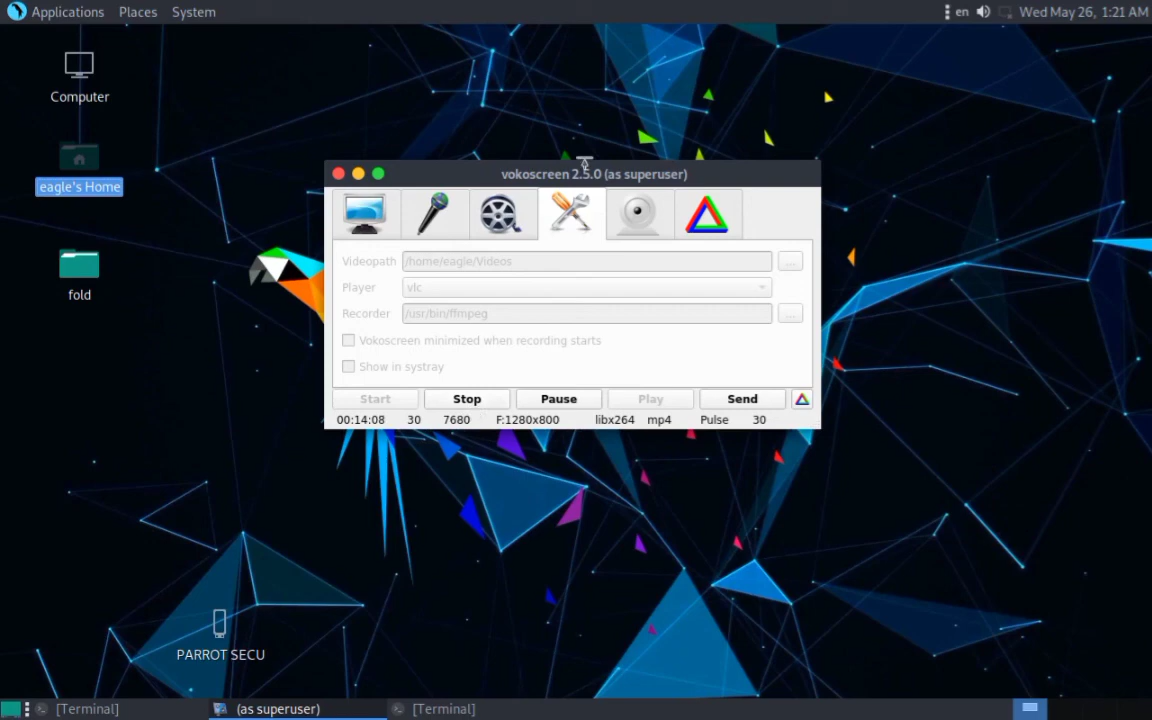 Applications Places System en Wed May 26, 1:21 AM
Computer
eagle's Home
fold
vokoscreen 2.5.0 (as superuser)
Videopath /home/eagle/Videos ...
Player vlc
Recorder /usr/bin/ffmpeg ...
Vokoscreen minimized when recording starts
Show in systray
Start Stop Pause Play Send
00:14:08 30 7680 F:1280x800 libx264 mp4 Pulse 30
PARROT SECU
[Terminal] (as superuser) [Terminal]